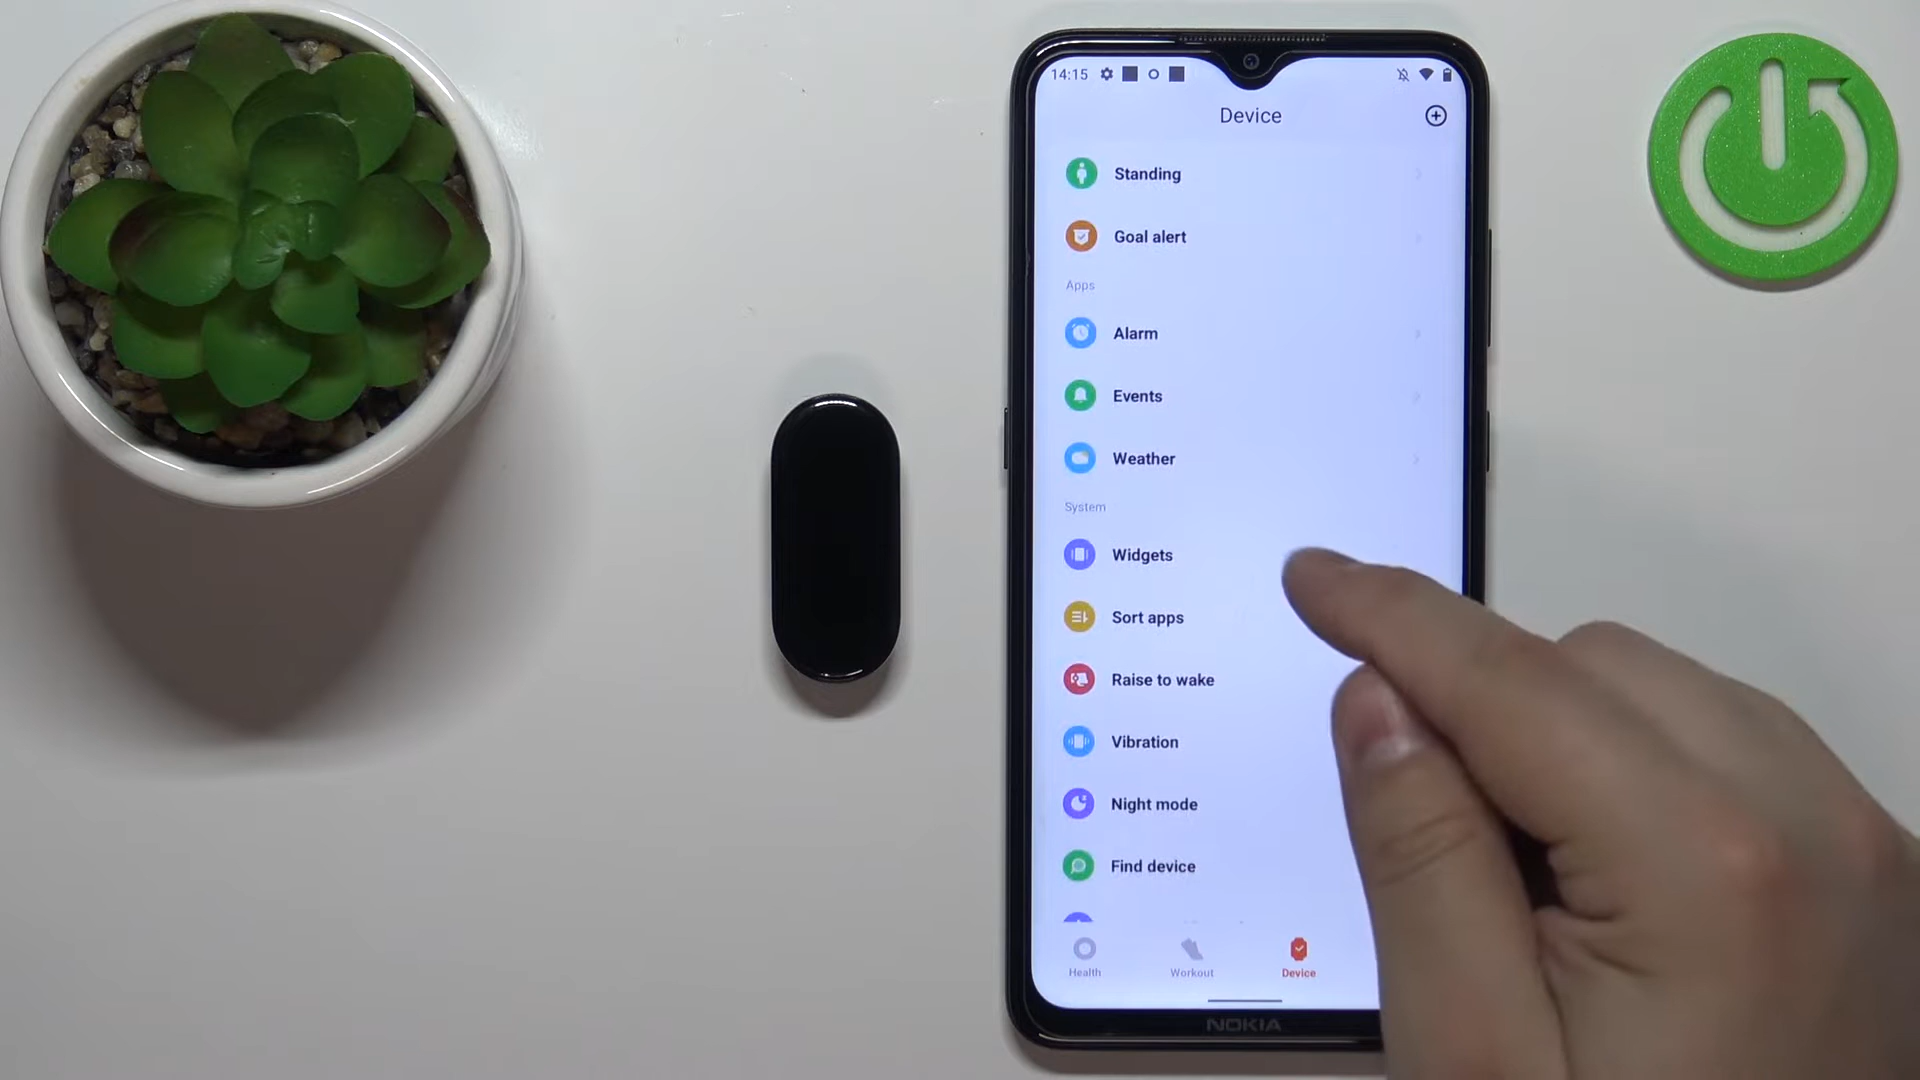 14:15
Device
Standing
Goal alert
Apps
Alarm
Events
Weather
System
Widgets
Sort apps
Raise to wake
Vibration
Night mode
Find device
Health
Workout
Device
NOKIA